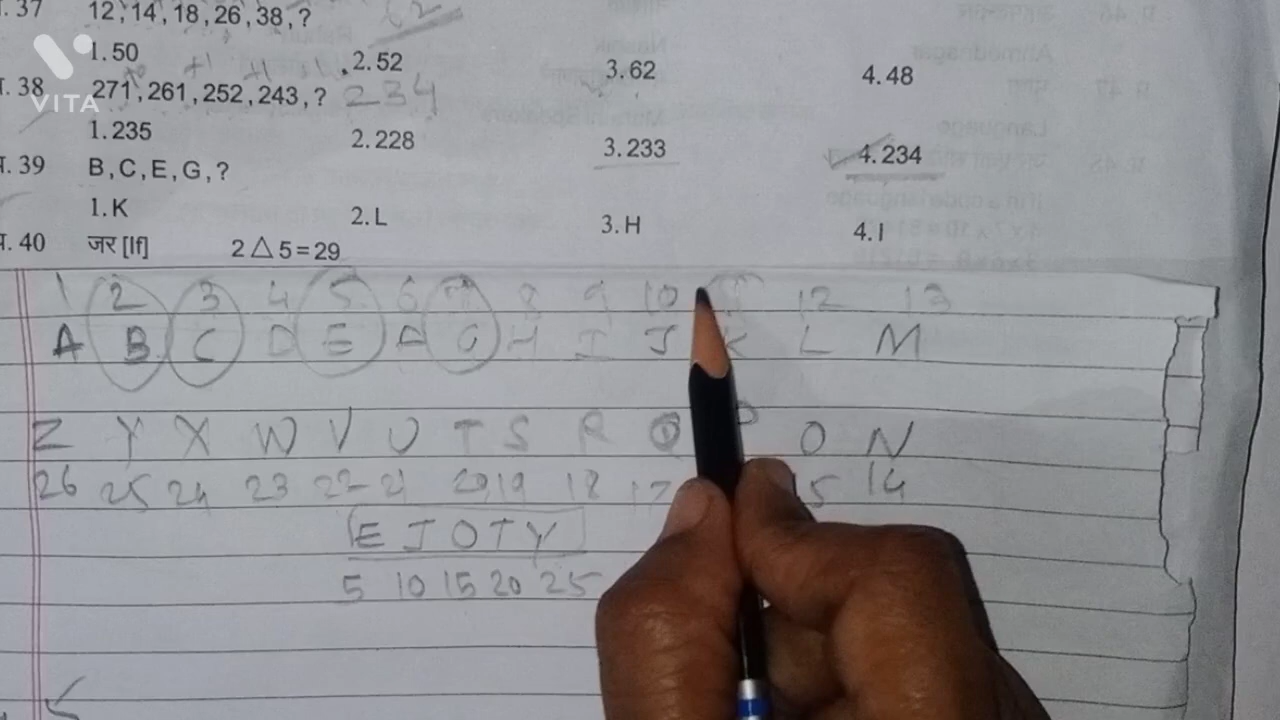 . 37 12, 14, 18, 26, 38, ?
1. 50 2. 52 3. 62 4. 48
. 38 271, 261, 252, 243, ? 234
VITA
1. 235 2. 228 3. 233 4. 234
. 39 B, C, E, G, ?
1. K 2. L 3. H 4. I
. 40 जर [If] 2 △ 5 = 29
1 2 3 4 5 6 7 8 9 10 11 12 13
A B C D E G H I J K L M
Z Y X W V U T S R Q P O N
26 25 24 23 22 21 20 19 18 17 15 14
E J O T Y
5 10 15 20 25